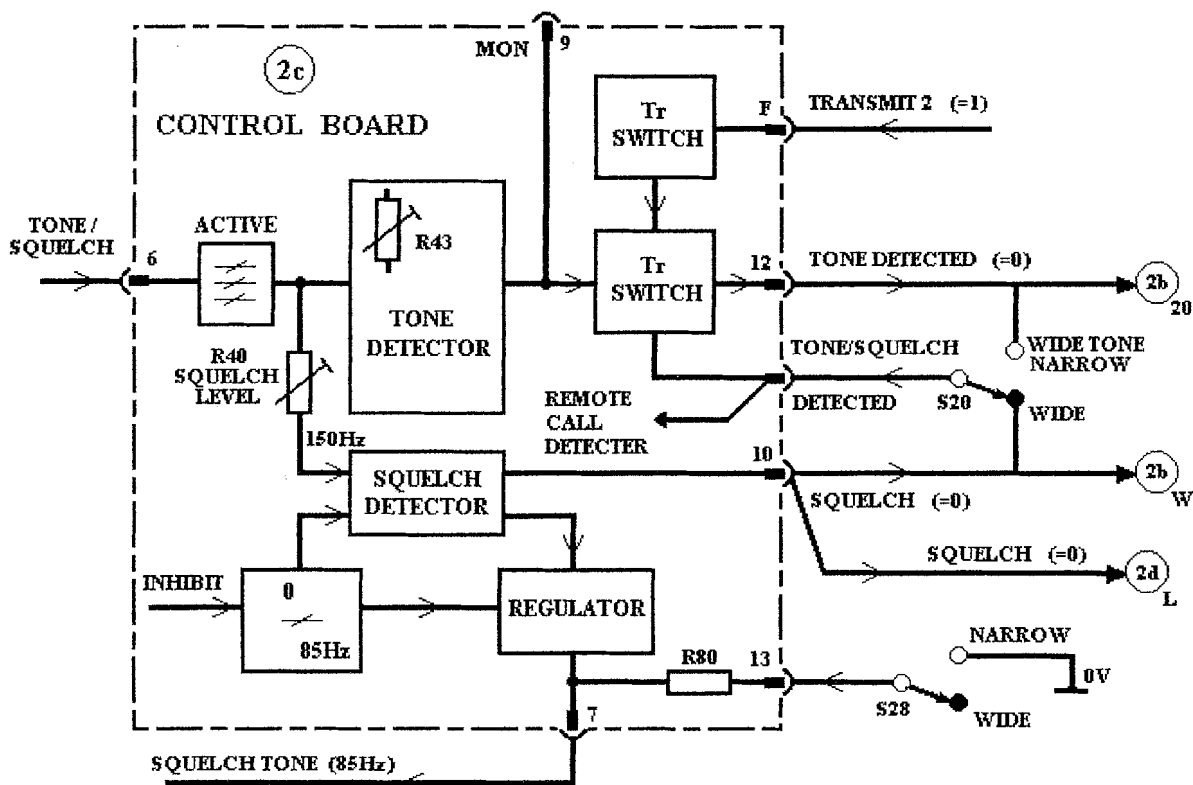 MON
9
2c
CONTROL BOARD
Tr
SWITCH
F
TRANSMIT 2 (=1)
TONE /
SQUELCH
6
ACTIVE
R43
TONE
DETECTOR
Tr
SWITCH
12
TONE DETECTED (=0)
2b
20
WIDE TONE
NARROW
R40
SQUELCH
LEVEL
TONE/SQUELCH
DETECTED
S20
WIDE
REMOTE
CALL
DETECTER
150Hz
SQUELCH
DETECTOR
10
SQUELCH (=0)
2b
W
SQUELCH (=0)
2d
L
INHIBIT
0
85Hz
REGULATOR
R80
13
NARROW
0V
S28
WIDE
7
SQUELCH TONE (85Hz)